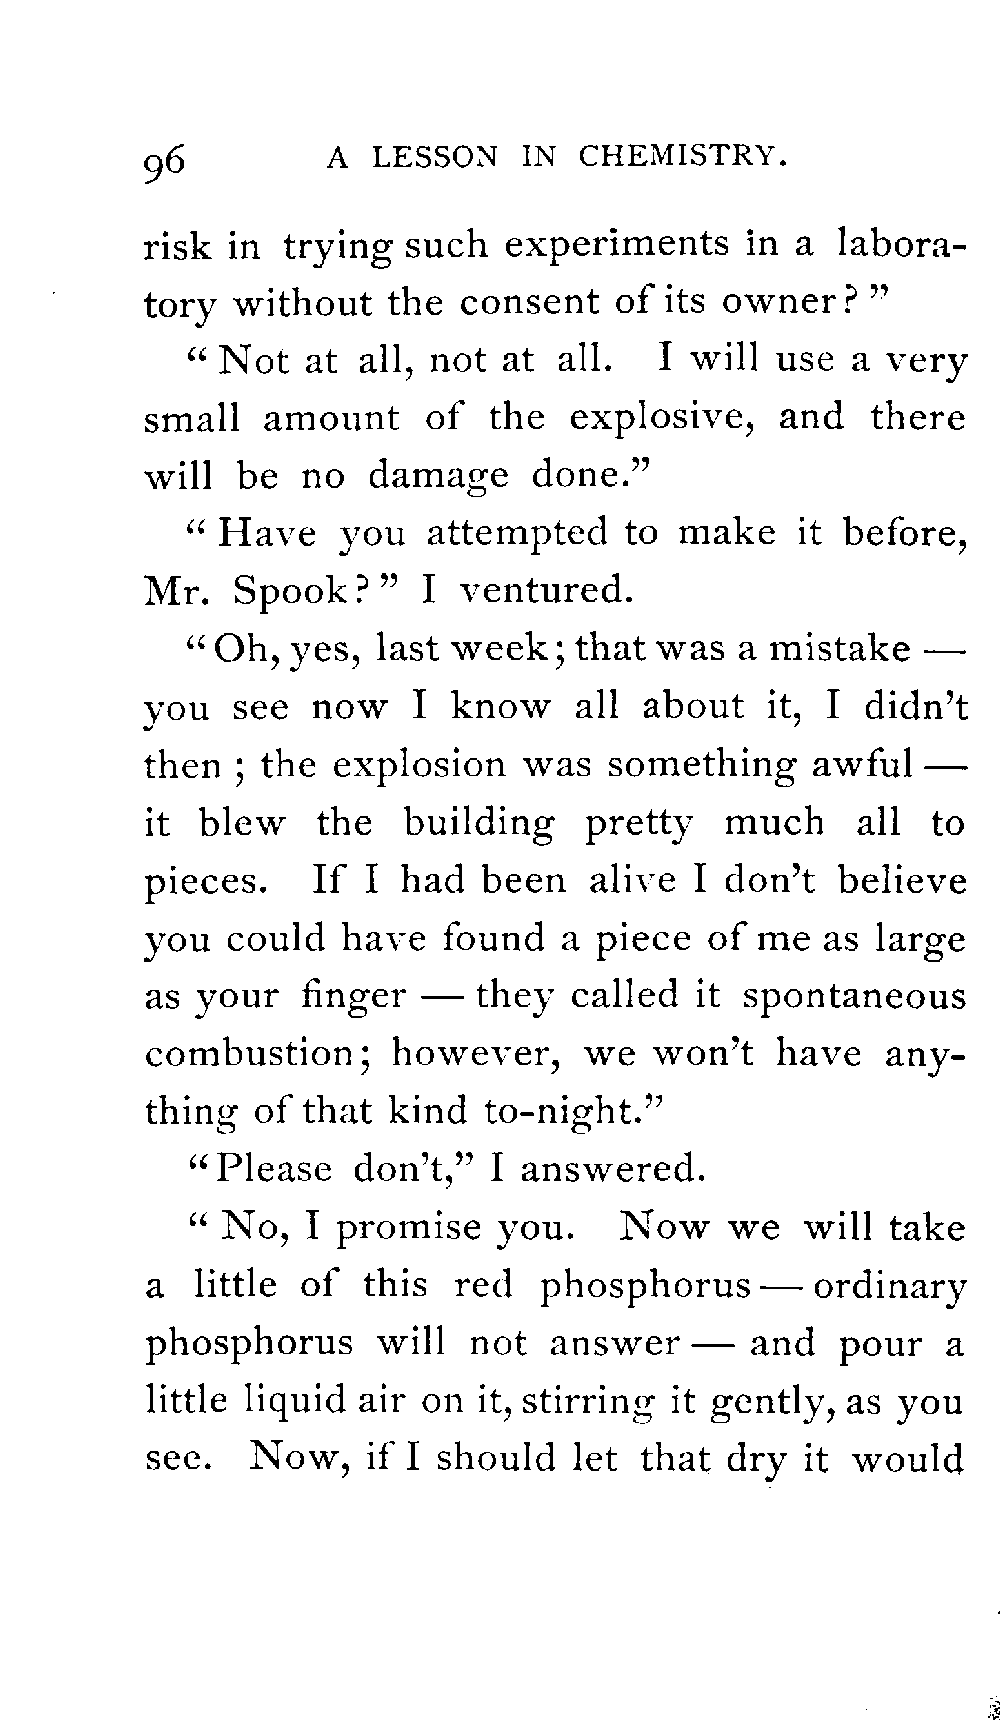 96 A LESSON IN CHEMISTRY.
risk in trying such experiments in a labora-
tory without the consent of its owner?"
"Not at all, not at all. I will use a very
small amount of the explosive, and there
will be no damage done."
"Have you attempted to make it before,
Mr. Spook?" I ventured.
"Oh, yes, last week; that was a mistake —
you see now I know all about it, I didn't
then ; the explosion was something awful —
it blew the building pretty much all to
pieces. If I had been alive I don't believe
you could have found a piece of me as large
as your finger — they called it spontaneous
combustion; however, we won't have any-
thing of that kind to-night."
"Please don't," I answered.
"No, I promise you. Now we will take
a little of this red phosphorus — ordinary
phosphorus will not answer — and pour a
little liquid air on it, stirring it gently, as you
see. Now, if I should let that dry it would